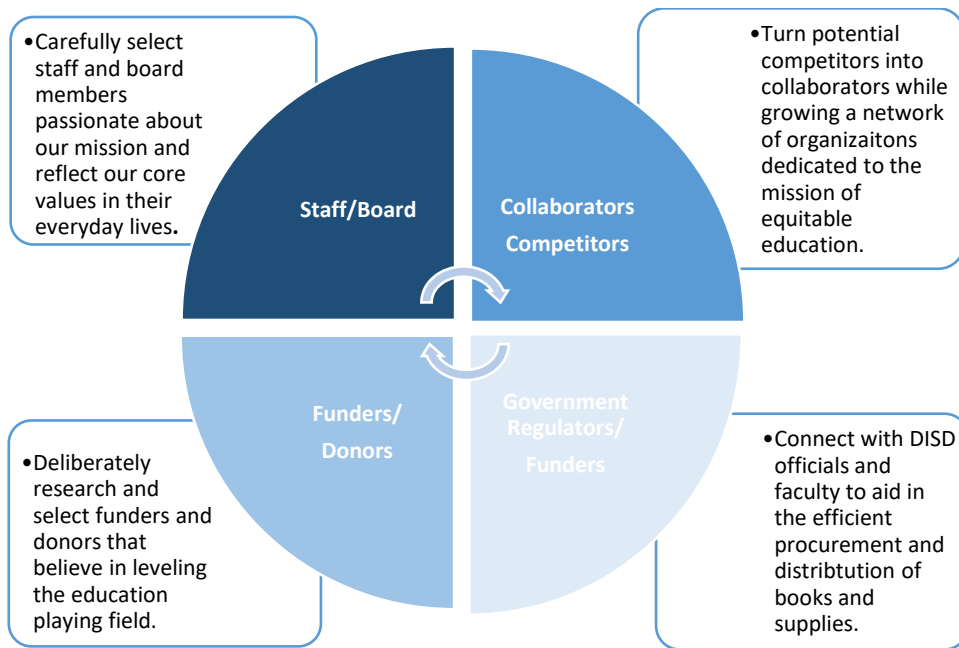 •Carefully select
staff and board
members
passionate about
our mission and
reflect our core
values in their
everyday lives.
Staff/Board
Collaborators
Competitors
•Turn potential
competitors into
collaborators while
growing a network
of organizaitons
dedicated to the
mission of
equitable
education.
•Deliberately
research and
select funders and
donors that
believe in leveling
the education
playing field.
Funders/
Donors
Government
Regulators/
Funders
•Connect with DISD
officials and
faculty to aid in
the efficient
procurement and
distribtution of
books and
supplies.